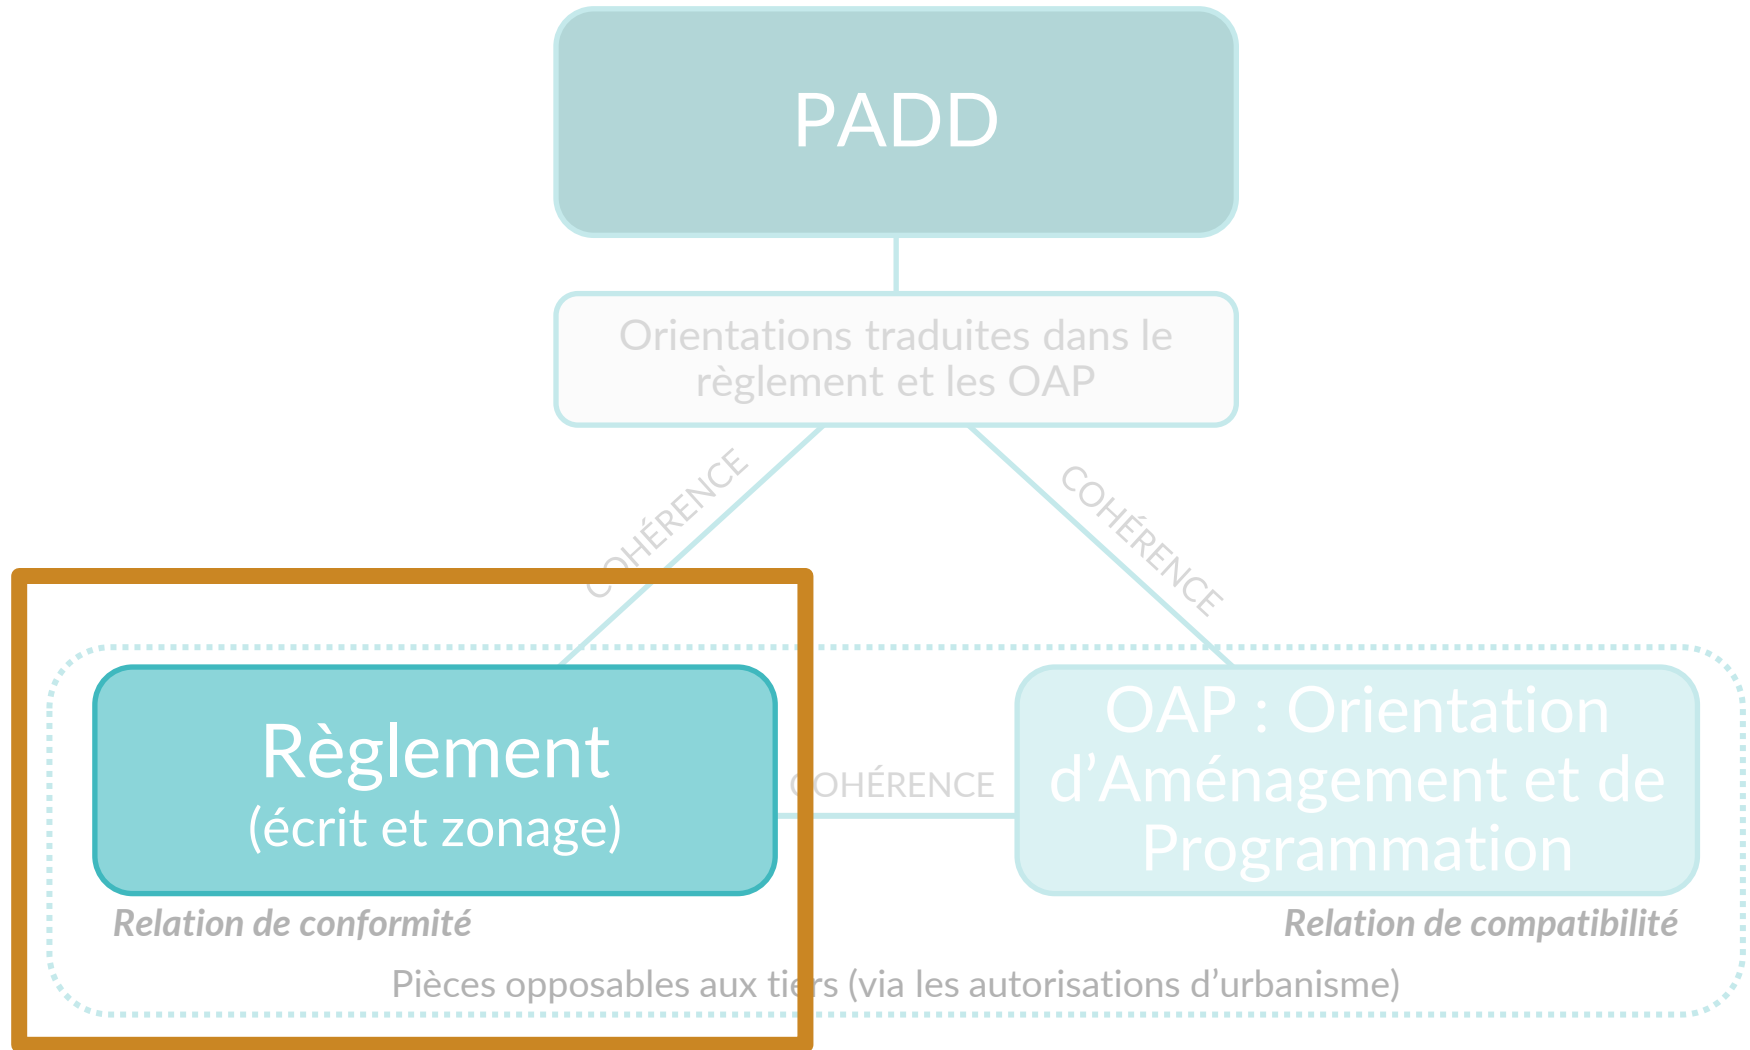 PADD
Orientations traduites dans le
règlement et les OAP
COHÉRENCE
COHÉRENCE
Règlement
(écrit et zonage)
COHÉRENCE
OAP : Orientation
d’Aménagement et de
Programmation
Relation de conformité
Relation de compatibilité
Pièces opposables aux tiers (via les autorisations d’urbanisme)